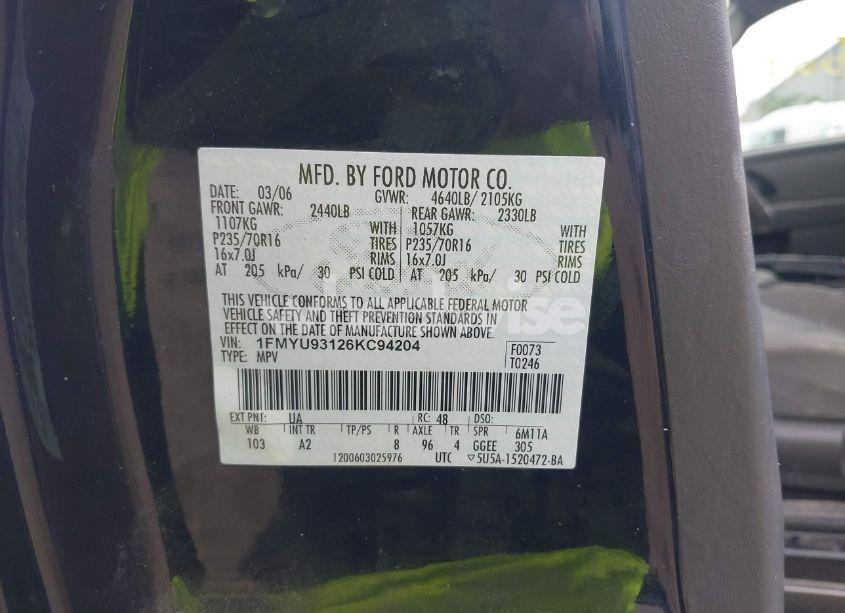 MFD. BY FORD MOTOR CO.
DATE: 03/06 GVWR: 4640LB/ 2105KG
FRONT GAWR: 2440LB REAR GAWR: 2330LB
1107KG WITH 1057KG WITH
P235/70R16 TIRES P235/70R16 TIRES
16x7.0J RIMS 16x7.0J RIMS
AT 205 kPa/ 30 PSI COLD AT 205 kPa/ 30 PSI COLD
THIS VEHICLE CONFORMS TO ALL APPLICABLE FEDERAL MOTOR
VEHICLE SAFETY AND THEFT PREVENTION STANDARDS IN
EFFECT ON THE DATE OF MANUFACTURE SHOWN ABOVE.
VIN: 1FMYU93126KC94204 F0073
TYPE: MPV T0246
EXT PNT: UA RC: 48 DSO:
WB INT TR TP/PS R AXLE TR SPR 6M11A
103 A2 8 96 4 GGEE 305
1200603025976 UTC ▽5U5A-1520472-BA